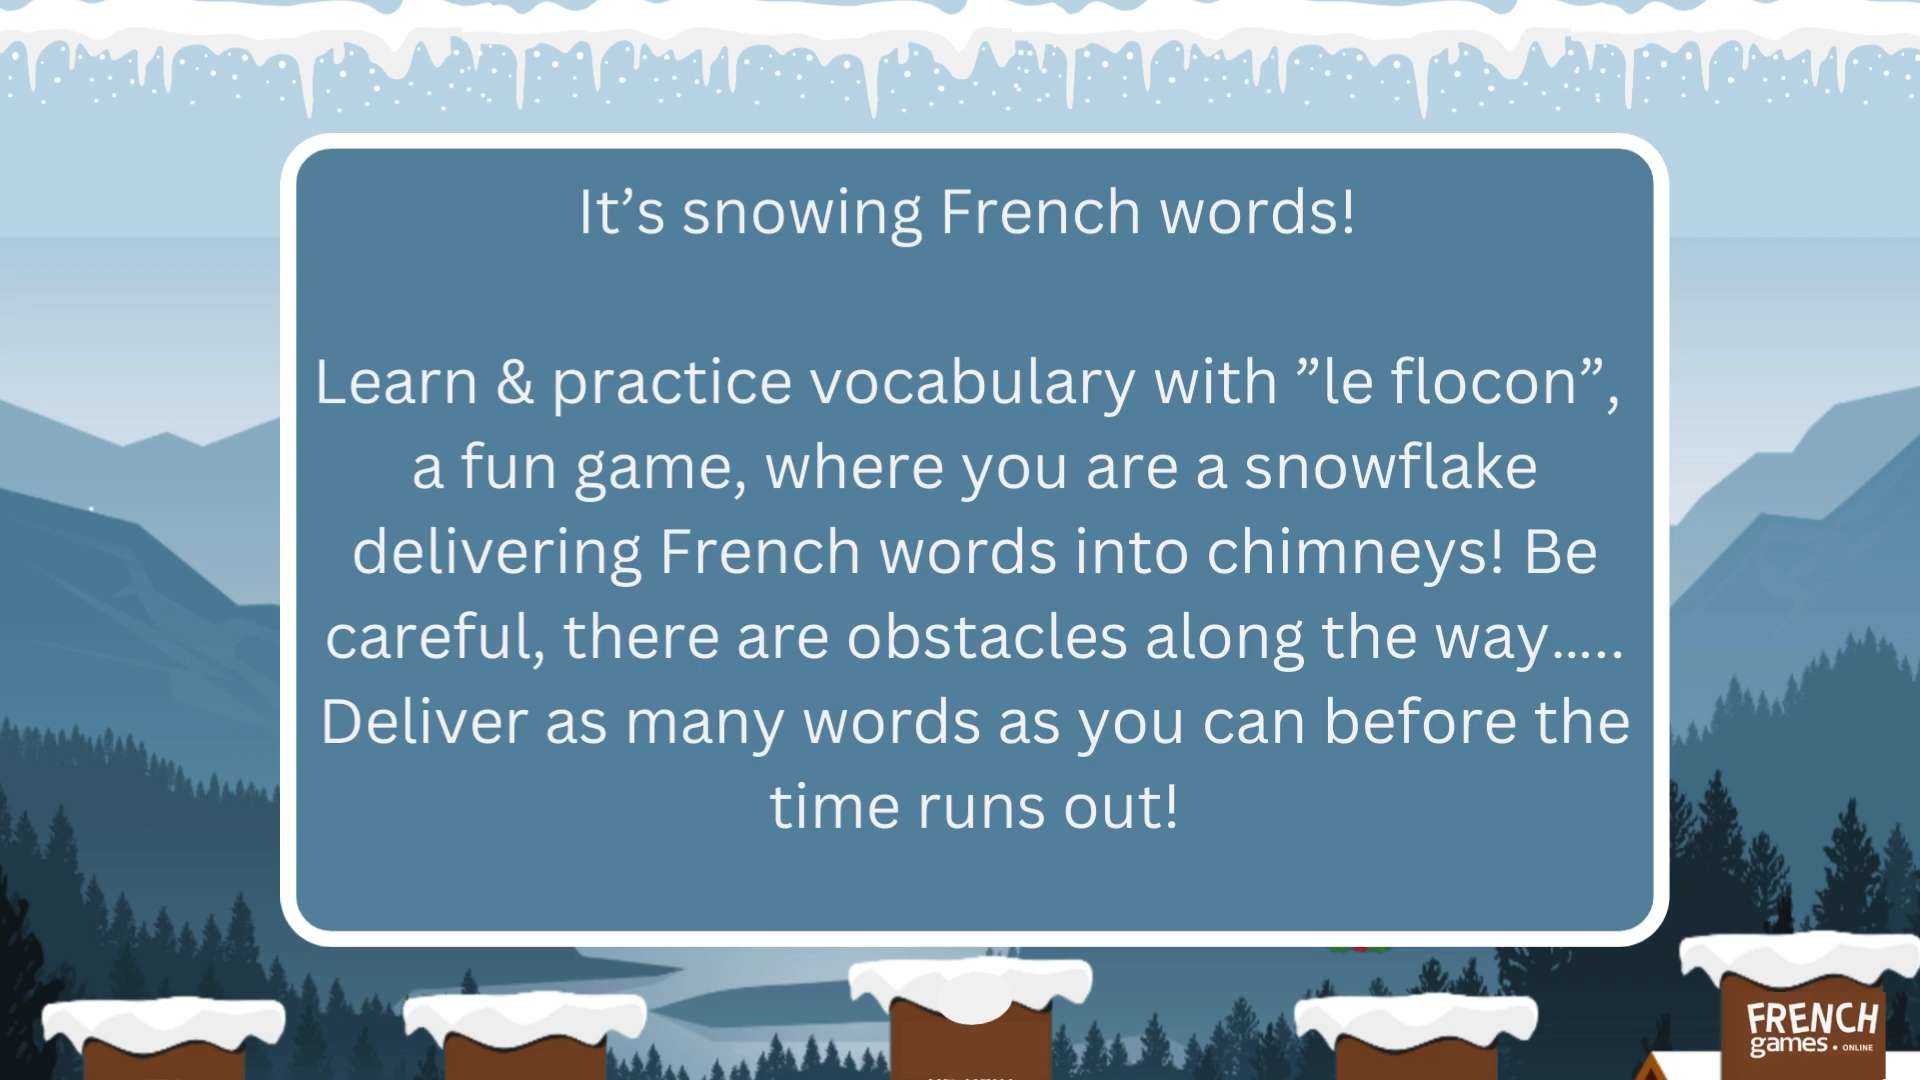 It’s snowing French words!
Learn & practice vocabulary with ”le flocon”,
a fun game, where you are a snowflake
delivering French words into chimneys! Be
careful, there are obstacles along the way.....
Deliver as many words as you can before the
time runs out!
FRENCH
games. ONLINE